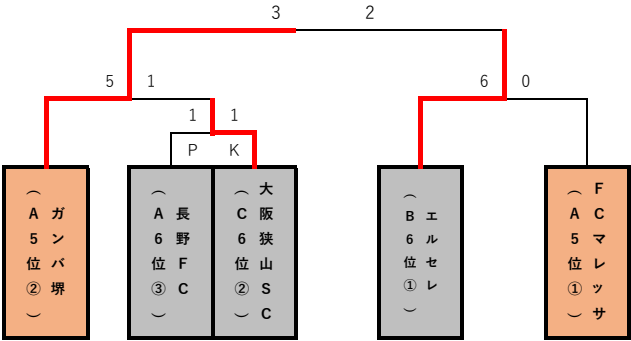 3 2
5 1
6 0
1 1
P K
ガンバ堺
（A5位②）
長野FC
（A6位③）
大阪狭山SC
（C6位②）
エルセレ
（B6位①）
FCマレッサ
（A5位①）